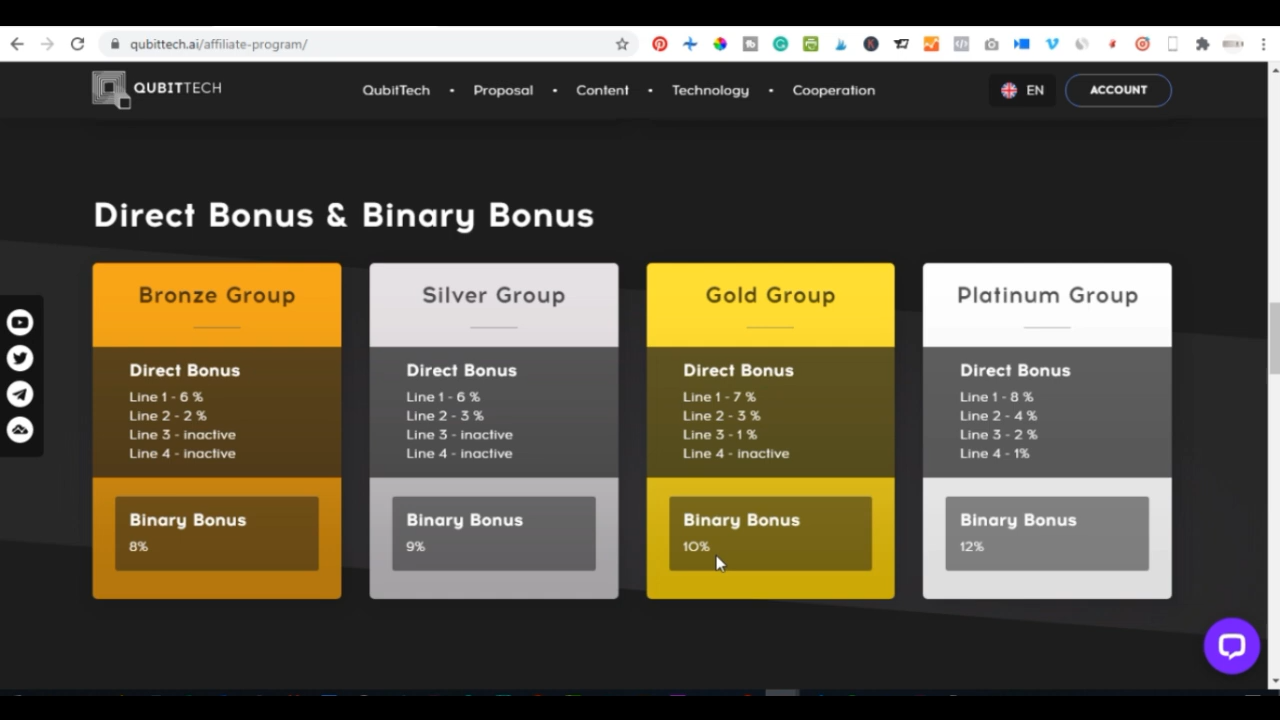 qubittech.ai/affiliate-program/
QUBITTECH
QubitTech • Proposal • Content • Technology • Cooperation
EN
ACCOUNT
Direct Bonus & Binary Bonus
Bronze Group
Direct Bonus
Line 1 - 6 %
Line 2 - 2 %
Line 3 - inactive
Line 4 - inactive
Binary Bonus
8%
Silver Group
Direct Bonus
Line 1 - 6 %
Line 2 - 3 %
Line 3 - inactive
Line 4 - inactive
Binary Bonus
9%
Gold Group
Direct Bonus
Line 1 - 7 %
Line 2 - 3 %
Line 3 - 1 %
Line 4 - inactive
Binary Bonus
10%
Platinum Group
Direct Bonus
Line 1 - 8 %
Line 2 - 4 %
Line 3 - 2 %
Line 4 - 1%
Binary Bonus
12%